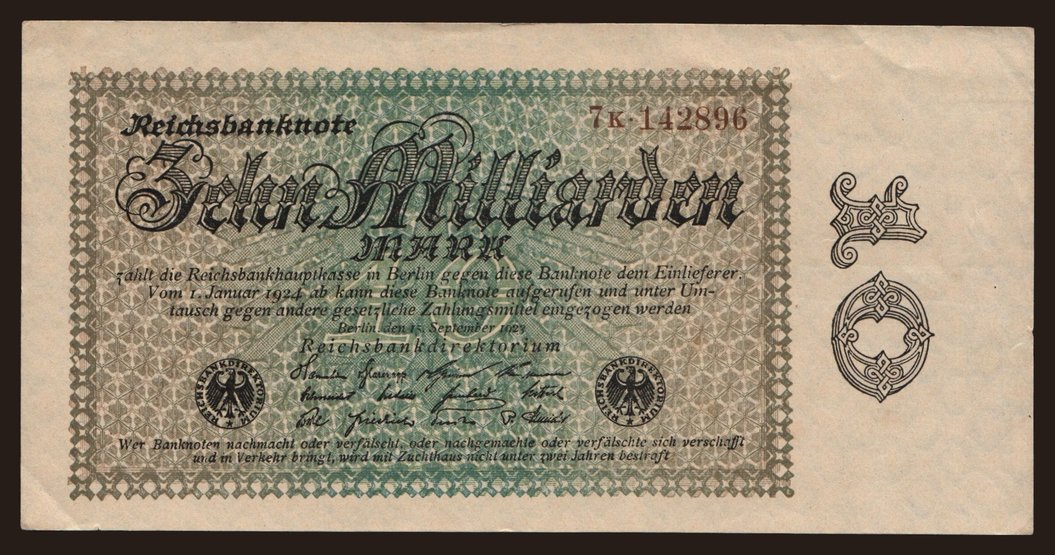 Reichsbanknote
7K·142896
Zehn Milliarden
MARK
zahlt die Reichsbankhauptkasse in Berlin gegen diese Banknote dem Einlieferer.
Vom 1. Januar 1924 ab kann diese Banknote aufgerufen und unter Um-
tausch gegen andere gesetzliche Zahlungsmittel eingezogen werden
Berlin, den 15. September 1923
Reichsbankdirektorium
REICHSBANKDIREKTORIUM
REICHSBANKDIREKTORIUM
Wer Banknoten nachmacht oder verfälscht, oder nachgemachte oder verfälschte sich verschafft
und in Verkehr bringt, wird mit Zuchthaus nicht unter zwei Jahren bestraft
10